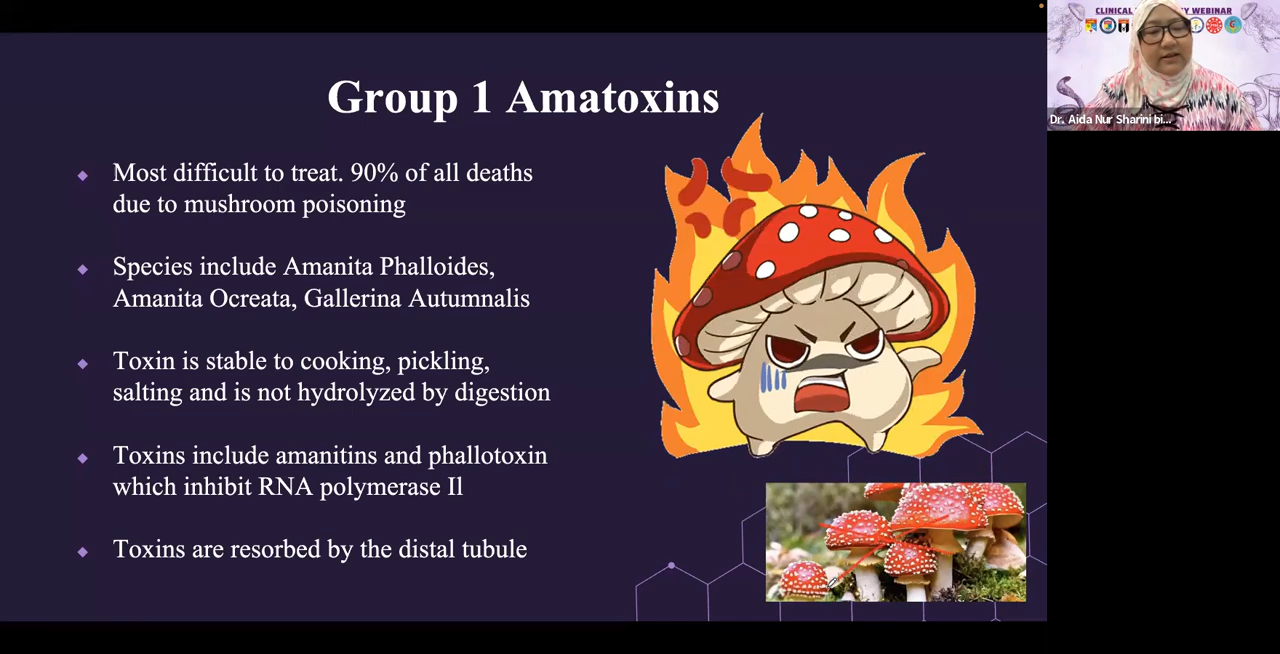 CLINICAL WEBINAR
Group 1 Amatoxins
Dr. Aida Nur Sharini bi...
Most difficult to treat. 90% of all deaths
due to mushroom poisoning
Species include Amanita Phalloides,
Amanita Ocreata, Gallerina Autumnalis
Toxin is stable to cooking, pickling,
salting and is not hydrolyzed by digestion
Toxins include amanitins and phallotoxin
which inhibit RNA polymerase Il
Toxins are resorbed by the distal tubule